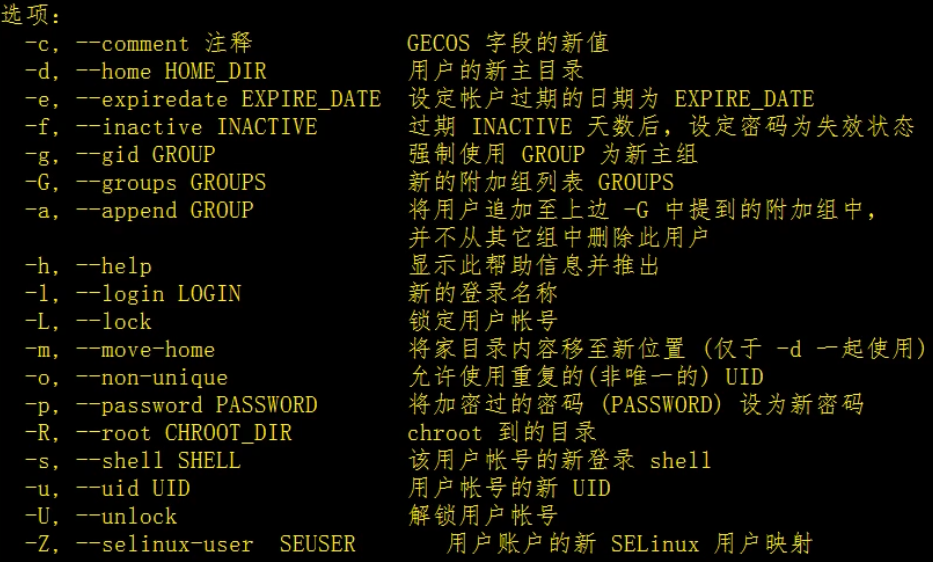 选项：
-c, --comment 注释 GECOS 字段的新值
-d, --home HOME_DIR 用户的新主目录
-e, --expiredate EXPIRE_DATE 设定帐户过期的日期为 EXPIRE_DATE
-f, --inactive INACTIVE 过期 INACTIVE 天数后，设定密码为失效状态
-g, --gid GROUP 强制使用 GROUP 为新主组
-G, --groups GROUPS 新的附加组列表 GROUPS
-a, --append GROUP 将用户追加至上边 -G 中提到的附加组中，
并不从其它组中删除此用户
-h, --help 显示此帮助信息并推出
-l, --login LOGIN 新的登录名称
-L, --lock 锁定用户帐号
-m, --move-home 将家目录内容移至新位置 (仅于 -d 一起使用)
-o, --non-unique 允许使用重复的(非唯一的) UID
-p, --password PASSWORD 将加密过的密码 (PASSWORD) 设为新密码
-R, --root CHROOT_DIR chroot 到的目录
-s, --shell SHELL 该用户帐号的新登录 shell
-u, --uid UID 用户帐号的新 UID
-U, --unlock 解锁用户帐号
-Z, --selinux-user SEUSER 用户账户的新 SELinux 用户映射